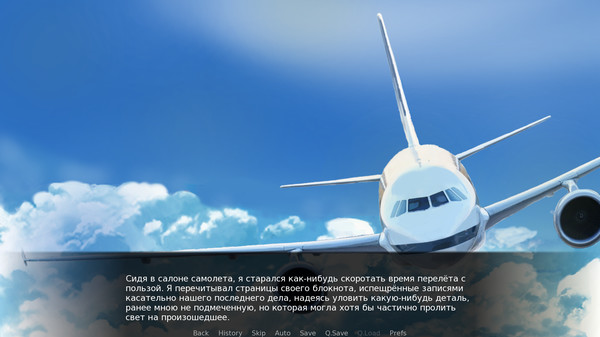 Сидя в салоне самолета, я старался как-нибудь скоротать время перелёта с
пользой. Я перечитывал страницы своего блокнота, испещрённые записями
касательно нашего последнего дела, надеясь уловить какую-нибудь деталь,
ранее мною не подмеченную, но которая могла хотя бы частично пролить
свет на произошедшее.
Back History Skip Auto Save Q.Save Q.Load Prefs